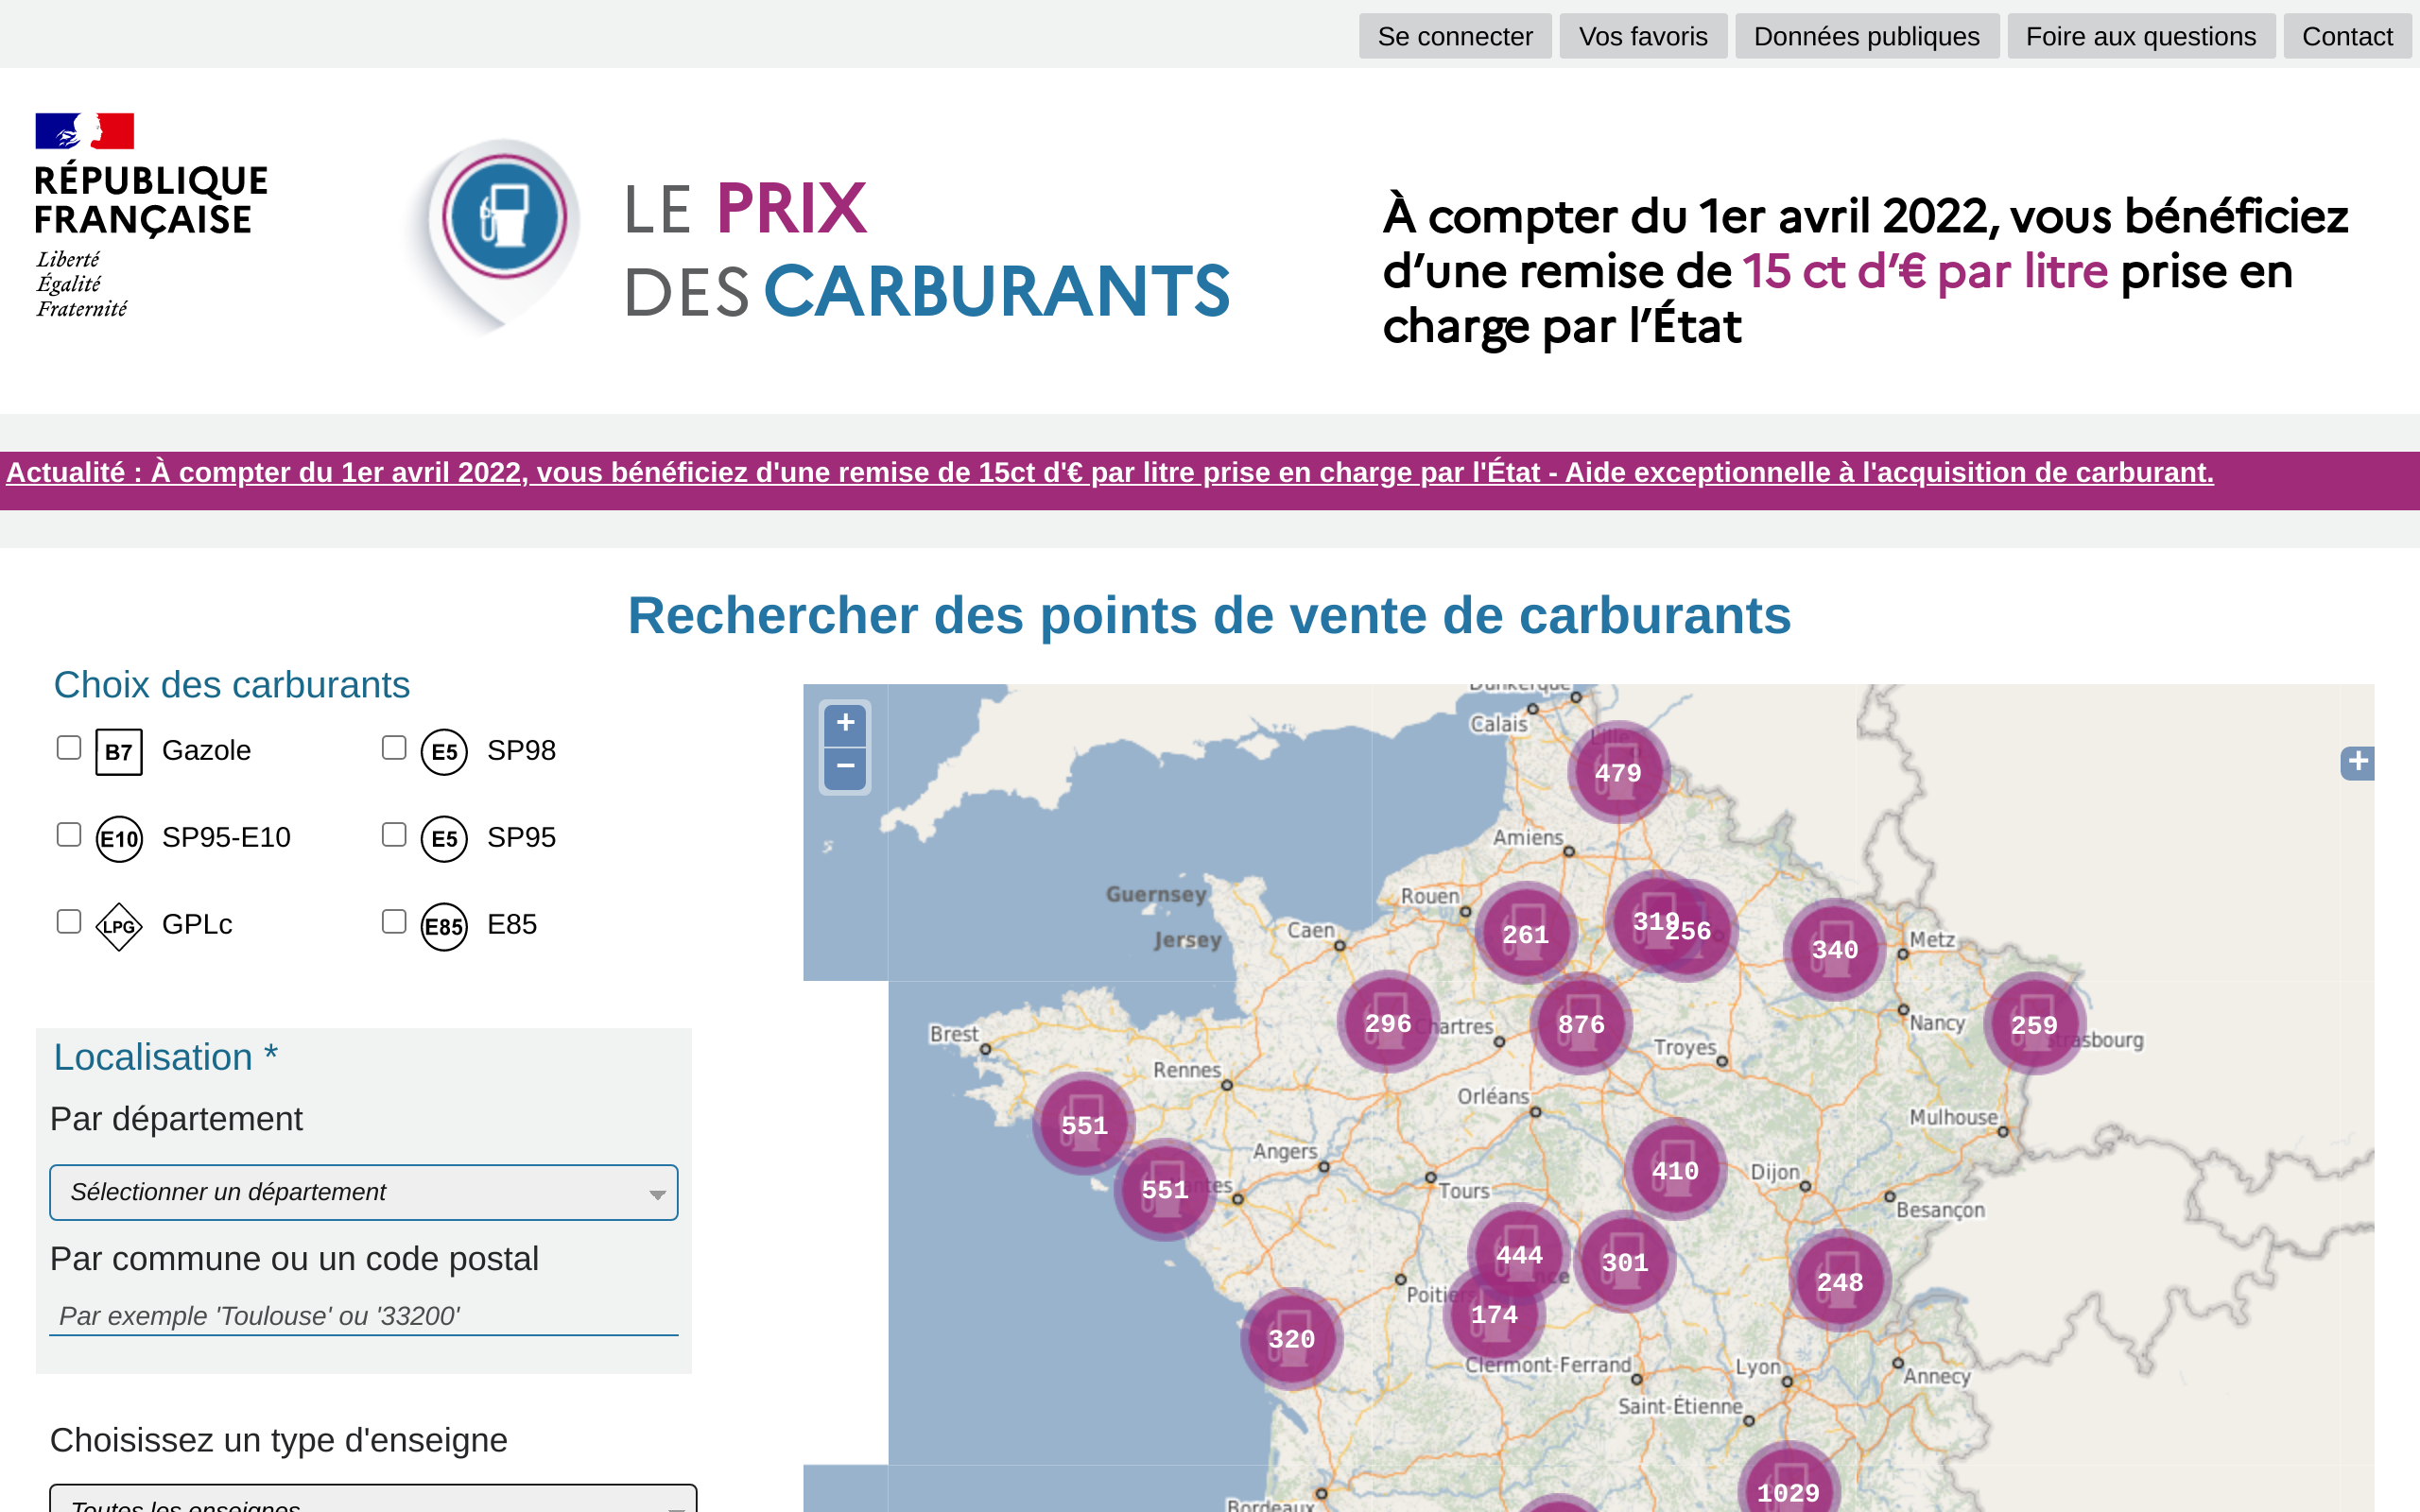 Se connecter
Vos favoris
Données publiques
Foire aux questions
Contact
RÉPUBLIQUE
FRANÇAISE
Liberté
Égalité
Fraternité
LE PRIX
DES CARBURANTS
À compter du 1er avril 2022, vous bénéficiez
d’une remise de 15 ct d’€ par litre prise en
charge par l’État
Actualité : À compter du 1er avril 2022, vous bénéficiez d'une remise de 15ct d'€ par litre prise en charge par l'État - Aide exceptionnelle à l'acquisition de carburant.
Rechercher des points de vente de carburants
Choix des carburants
B7 Gazole
E5 SP98
E10 SP95-E10
E5 SP95
LPG GPLc
E85 E85
Localisation *
Par département
Sélectionner un département
Par commune ou un code postal
Par exemple 'Toulouse' ou '33200'
Choisissez un type d'enseigne
Toutes les enseignes
+
−
+
Dunkerque
Calais
Lille
479
Amiens
Guernsey
Rouen
Jersey
Caen
261
319
256
340
Metz
296
Chartres
876
Nancy
259
Strasbourg
Brest
Troyes
Rennes
Orléans
551
Mulhouse
Angers
410
Dijon
551
Tours
Besançon
444
301
248
Poitiers
174
320
Clermont-Ferrand
Lyon
Annecy
Saint-Étienne
1029
Bordeaux